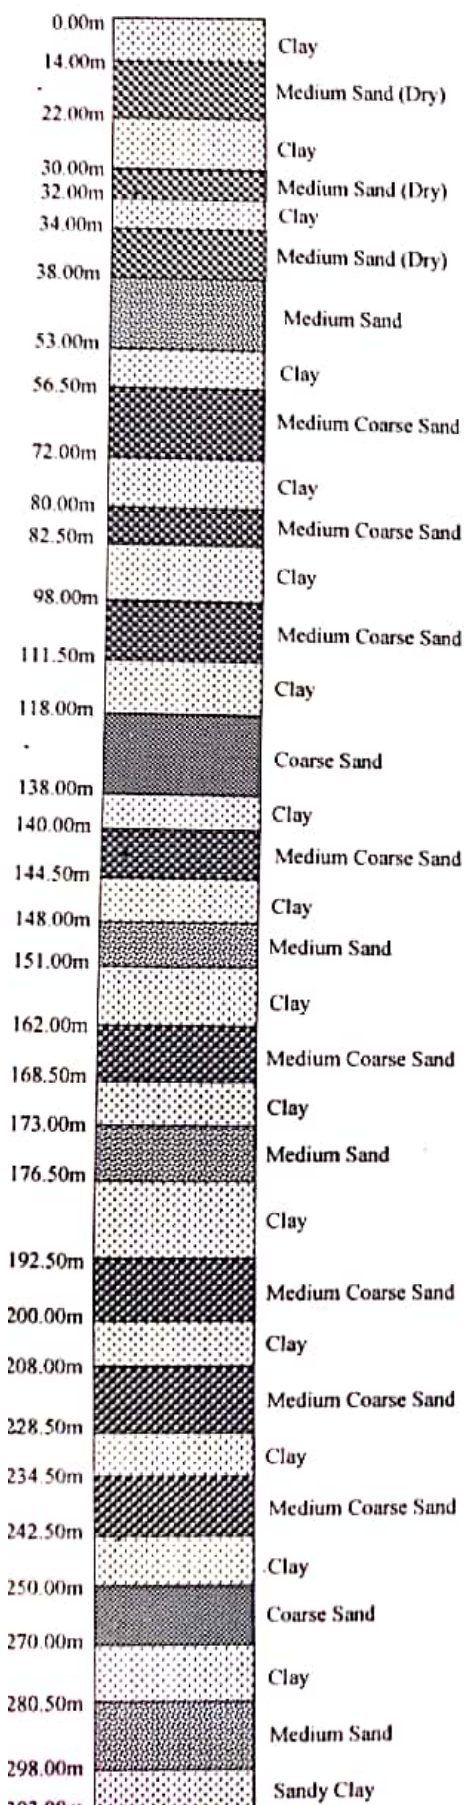 0.00m
Clay
14.00m
Medium Sand (Dry)
22.00m
Clay
30.00m
Medium Sand (Dry)
32.00m
Clay
34.00m
Medium Sand (Dry)
38.00m
Medium Sand
53.00m
Clay
56.50m
Medium Coarse Sand
72.00m
Clay
80.00m
Medium Coarse Sand
82.50m
Clay
98.00m
Medium Coarse Sand
111.50m
Clay
118.00m
Coarse Sand
138.00m
Clay
140.00m
Medium Coarse Sand
144.50m
Clay
148.00m
Medium Sand
151.00m
Clay
162.00m
Medium Coarse Sand
168.50m
Clay
173.00m
Medium Sand
176.50m
Clay
192.50m
Medium Coarse Sand
200.00m
Clay
208.00m
Medium Coarse Sand
228.50m
Clay
234.50m
Medium Coarse Sand
242.50m
Clay
250.00m
Coarse Sand
270.00m
Clay
280.50m
Medium Sand
298.00m
Sandy Clay